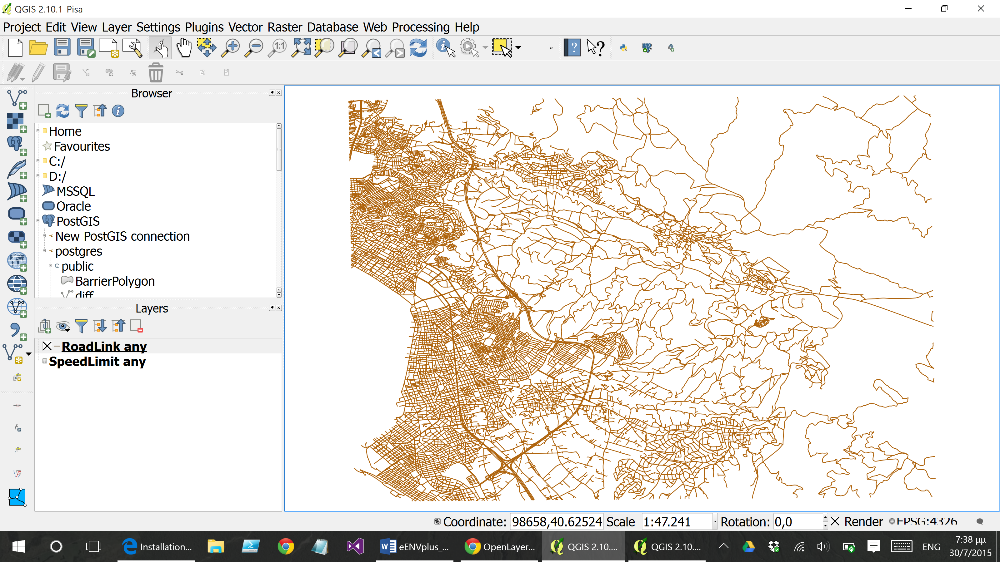 QGIS 2.10.1-Pisa
Project Edit View Layer Settings Plugins Vector Raster Database Web Processing Help
1:1
»
Browser
Home
Favourites
C:/
D:/
MSSQL
Oracle
PostGIS
New PostGIS connection
postgres
public
BarrierPolygon
diff
Layers
RoadLink any
SpeedLimit any
Coordinate: .98658,40.62524 Scale 1:47.241 Rotation: 0,0 Render EPSG:4326
Installation... eENVplus_... OpenLayer... QGIS 2.10.... QGIS 2.10.... ENG
7:38 μμ
30/7/2015